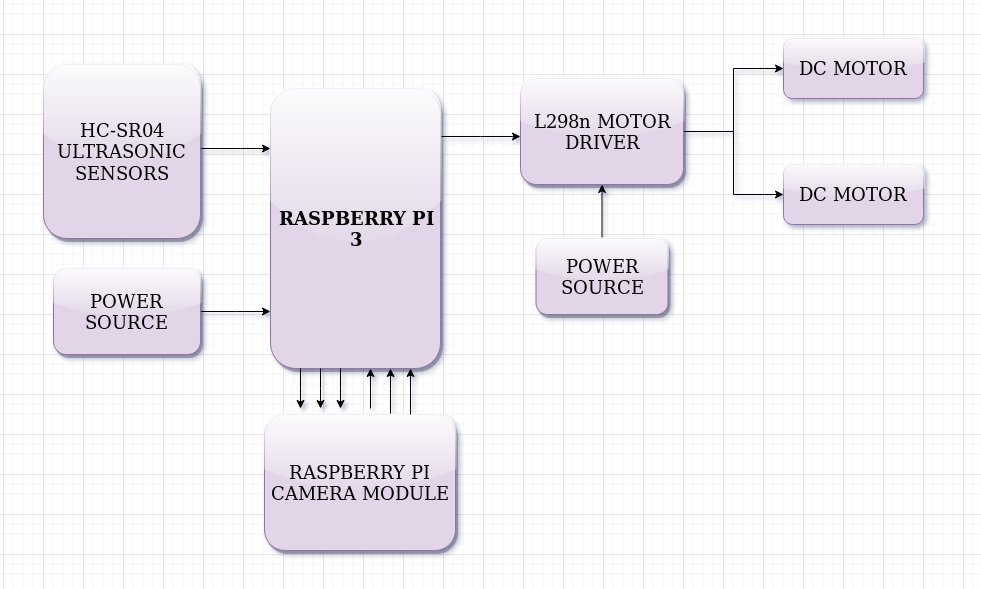 HC-SR04
ULTRASONIC
SENSORS
POWER
SOURCE
RASPBERRY PI
3
RASPBERRY PI
CAMERA MODULE
L298n MOTOR
DRIVER
POWER
SOURCE
DC MOTOR
DC MOTOR